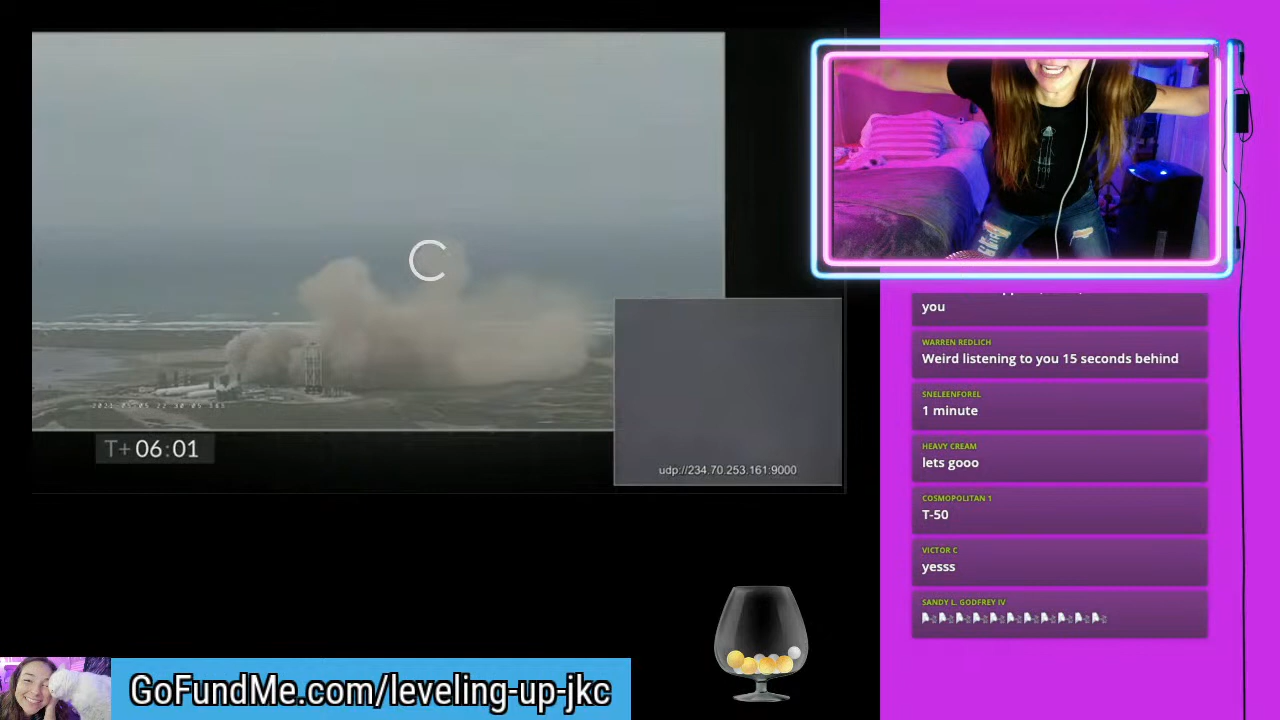 T+ 06:01
udp://234.70.253.161:9000
you
WARREN REDLICH
Weird listening to you 15 seconds behind
SNELEENFOREL
1 minute
HEAVY CREAM
lets gooo
COSMOPOLITAN 1
T-50
VICTOR C
yesss
SANDY L. GODFREY IV
GoFundMe.com/leveling-up-jkc